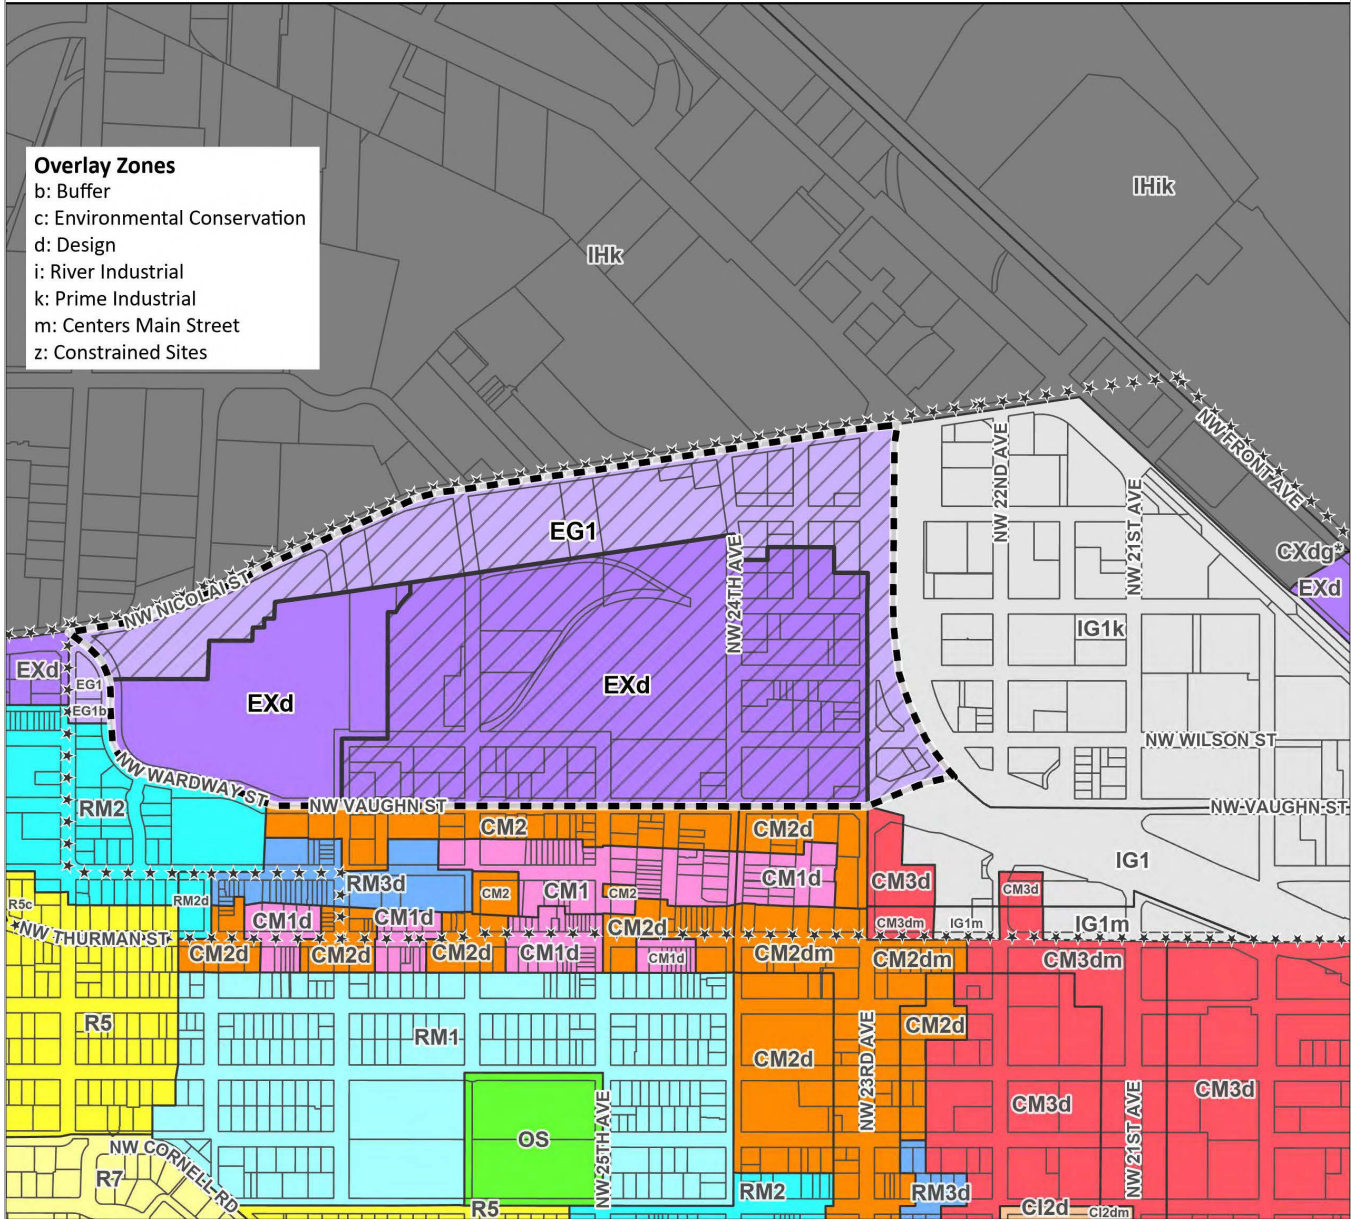 IHik
Overlay Zones
b: Buffer
c: Environmental Conservation
d: Design
i: River Industrial
k: Prime Industrial
m: Centers Main Street
z: Constrained Sites
IHk
NW FRONT AVE
NW 22ND AVE
NW 21ST AVE
EG1
CXdg*
EXd
NW 24TH AVE
NW NICOLAI ST
IG1k
EXd
EG1
EXd
EXd
EG1b
NW WILSON ST
NW WARDWAY ST
NW VAUGHN ST
NW VAUGHN ST
RM2
CM2
CM2d
IG1
RM3d
CM1
CM2
CM2
CM1d
CM3d
CM3d
R5c
RM2d
CM1d
CM1d
CM2d
CM3dm
IG1m
IG1m
NW THURMAN ST
CM2d
CM2d
CM2d
CM1d
CM1d
CM2dm
CM2dm
CM3dm
R5
RM1
CM2d
CM2d
NW 23RD AVE
CM3d
CM3d
NW 25TH AVE
NW 21ST AVE
OS
NW CORNELL RD
R7
RM2
RM3d
R5
CI2d
CI2dm